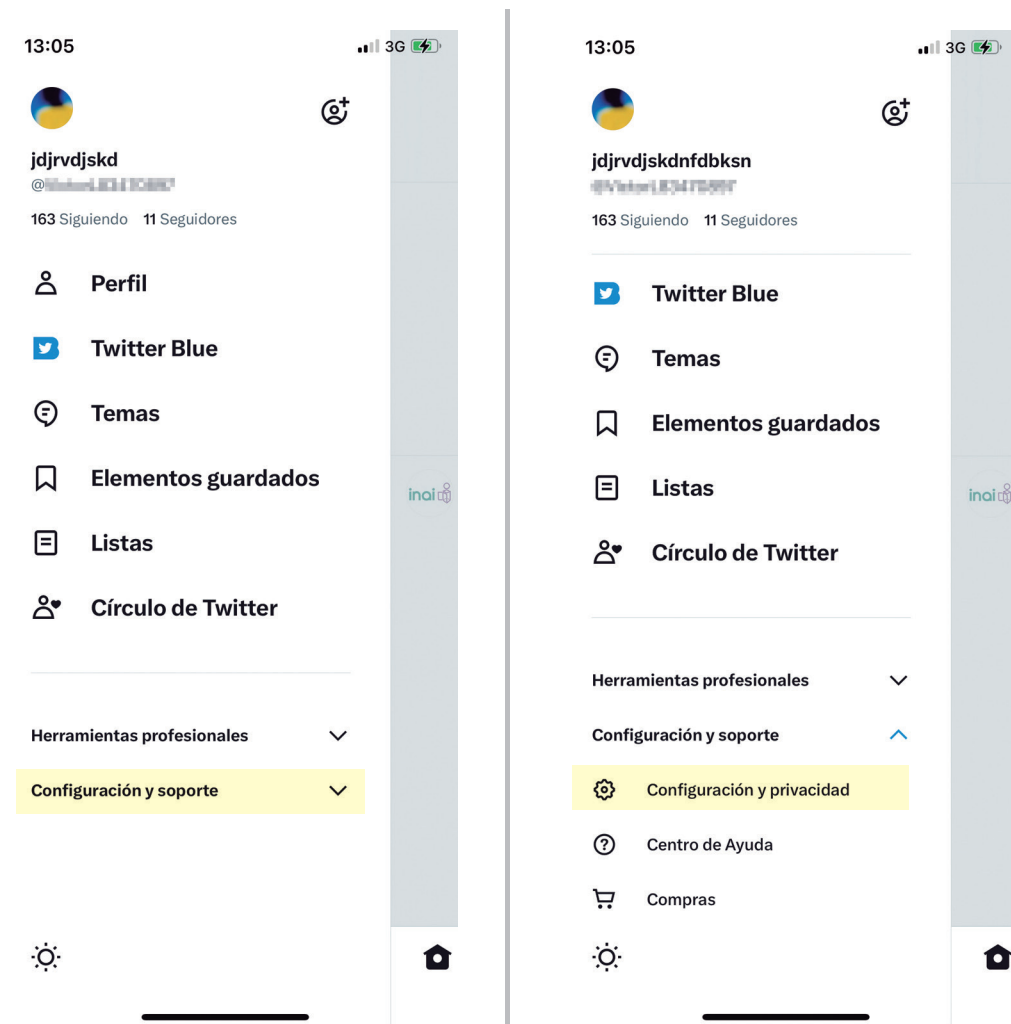 13:05
3G
jdjrvdjskd
@
163 Siguiendo 11 Seguidores
Perfil
Twitter Blue
Temas
Elementos guardados
Listas
Círculo de Twitter
Herramientas profesionales
Configuración y soporte
inai
13:05
3G
jdjrvdjskdnfdbksn
163 Siguiendo 11 Seguidores
Twitter Blue
Temas
Elementos guardados
Listas
Círculo de Twitter
Herramientas profesionales
Configuración y soporte
Configuración y privacidad
Centro de Ayuda
Compras
inai